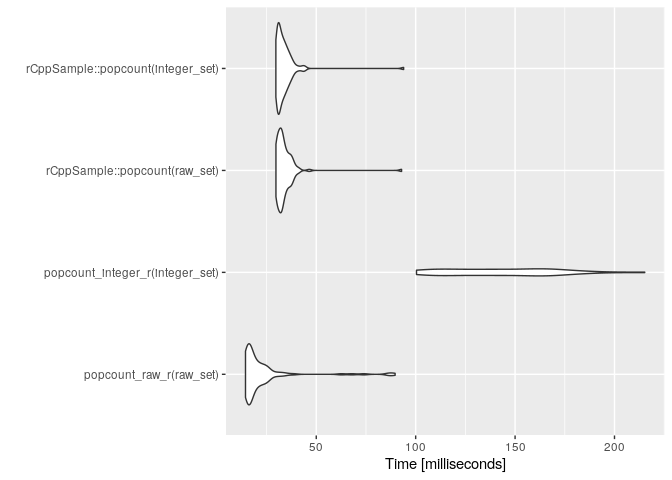 rCppSample::popcount(integer_set)
rCppSample::popcount(raw_set)
popcount_integer_r(integer_set)
popcount_raw_r(raw_set)
50 100 150 200
Time [milliseconds]